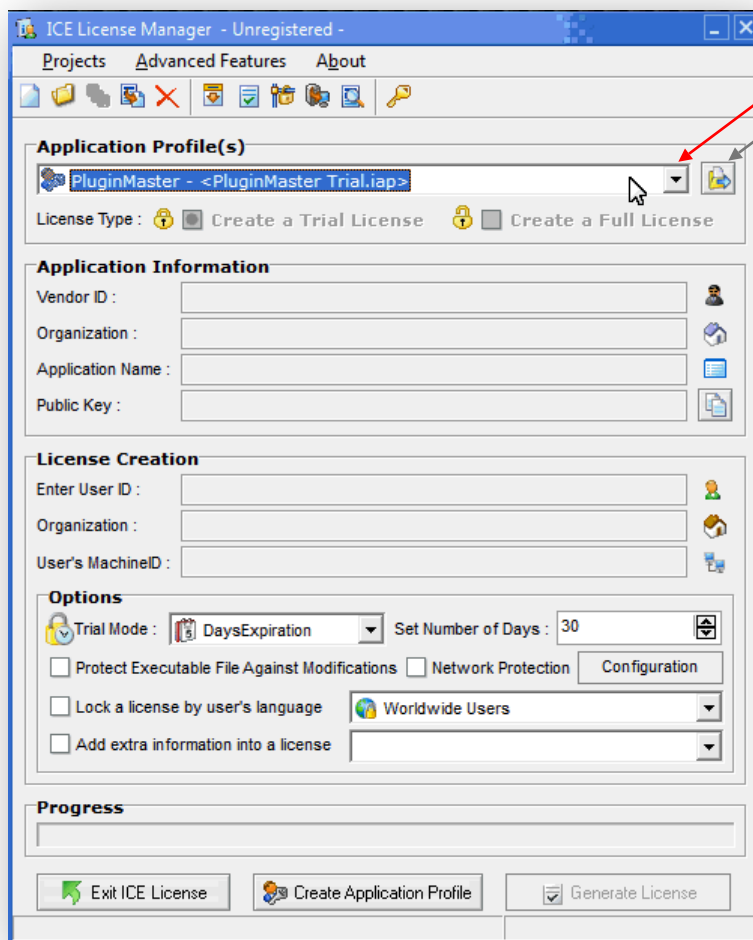 ICE License Manager - Unregistered -
Projects Advanced Features About
Application Profile(s)
PluginMaster - <PluginMaster Trial.iap>
License Type : Create a Trial License Create a Full License
Application Information
Vendor ID :
Organization :
Application Name :
Public Key :
License Creation
Enter User ID :
Organization :
User's MachineID :
Options
Trial Mode : 5 DaysExpiration Set Number of Days : 30
Protect Executable File Against Modifications Network Protection Configuration
Lock a license by user's language Worldwide Users
Add extra information into a license
Progress
Exit ICE License Create Application Profile Generate License